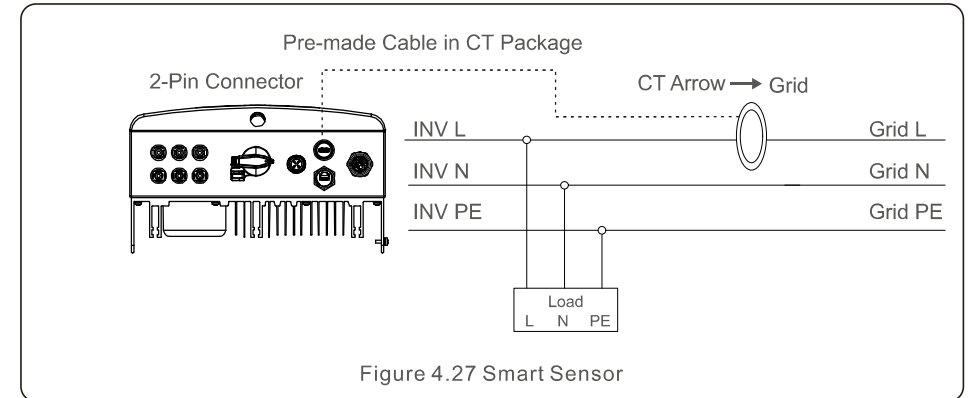 Pre-made Cable in CT Package
2-Pin Connector
CT Arrow → Grid
INV L
Grid L
INV N
Grid N
INV PE
Grid PE
Load
L N PE
Figure 4.27 Smart Sensor